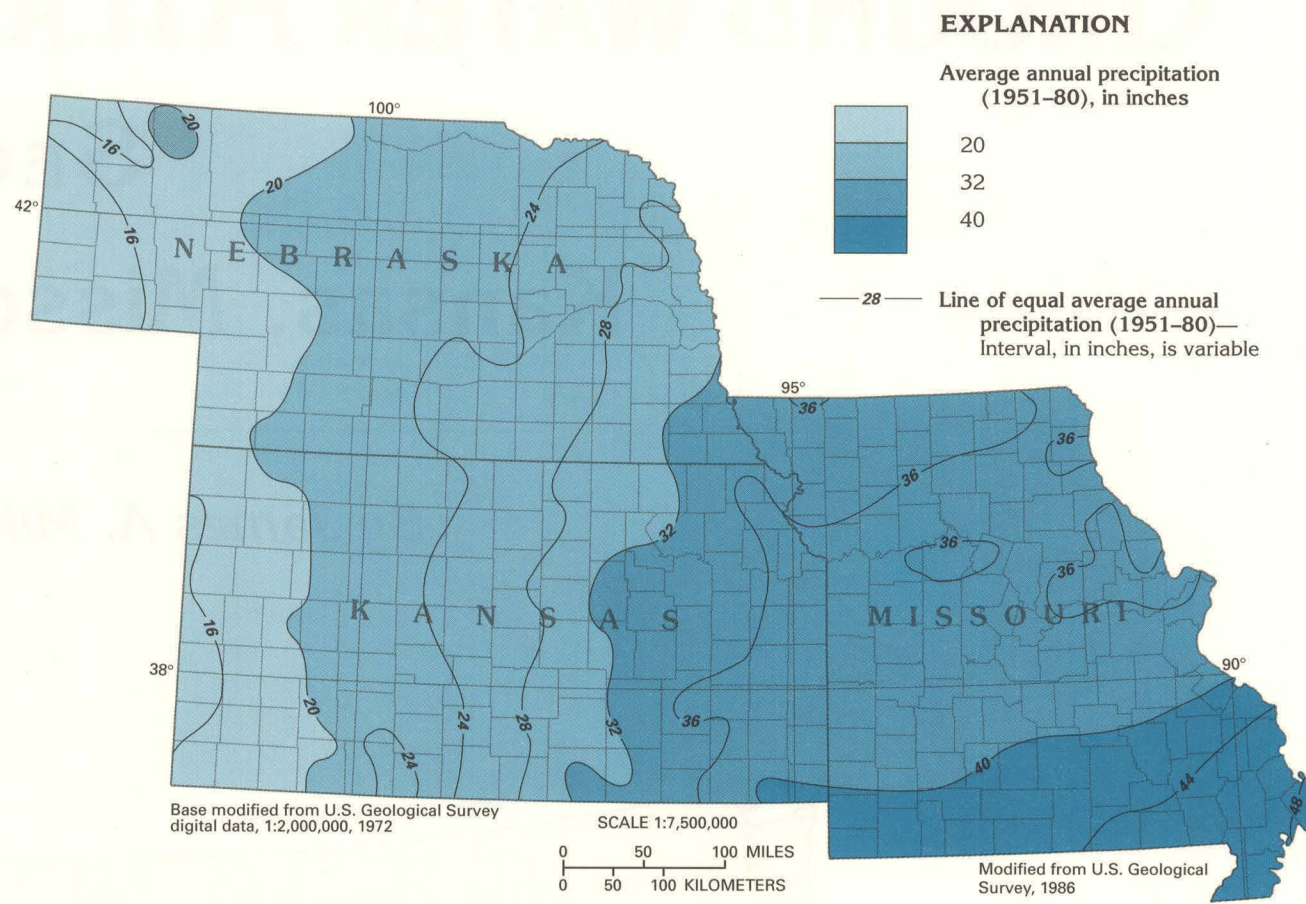 EXPLANATION
Average annual precipitation
(1951–80), in inches
20
32
40
—28— Line of equal average annual
precipitation (1951–80)—
Interval, in inches, is variable
100°
42°
95°
38°
90°
16
20
20
16
24
28
NEBRASKA
36
36
36
32
36
36
16
KANSAS
MISSOURI
20
24
28
32
36
24
40
44
48
Base modified from U.S. Geological Survey
digital data, 1:2,000,000, 1972
SCALE 1:7,500,000
0 50 100 MILES
0 50 100 KILOMETERS
Modified from U.S. Geological
Survey, 1986